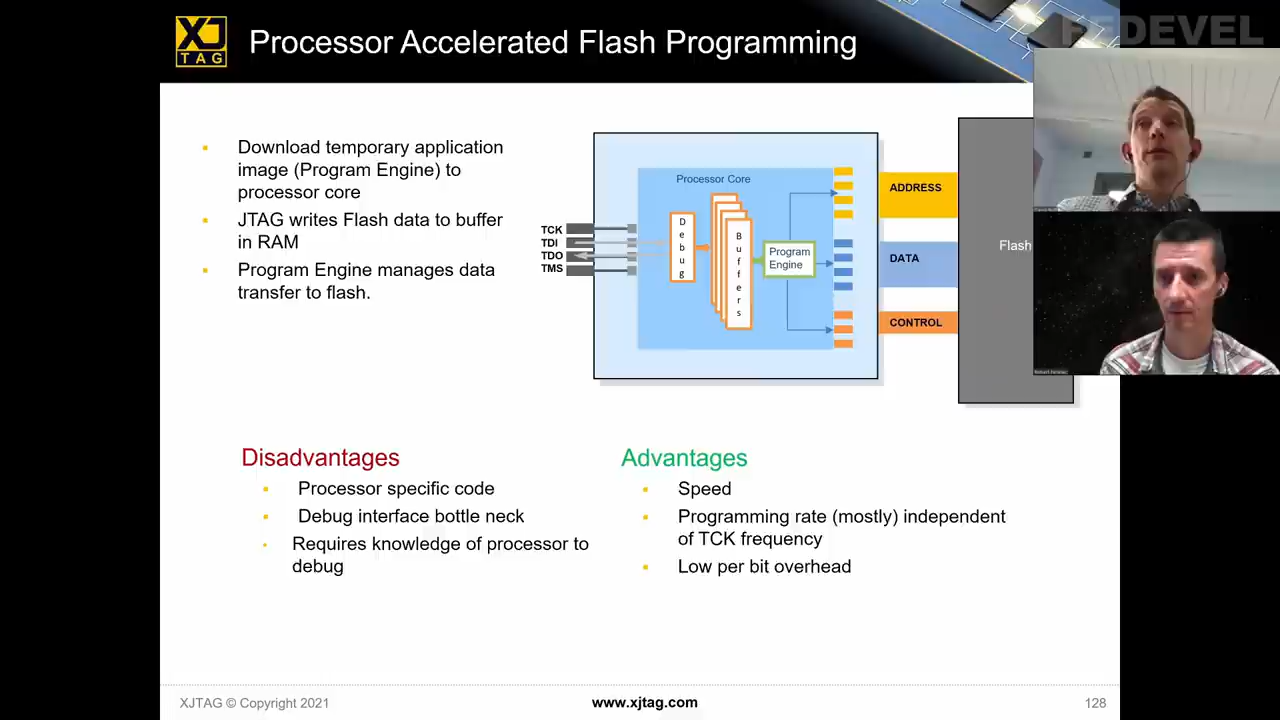 XJ
TAG
Processor Accelerated Flash Programming
FEDEVEL
Download temporary application
image (Program Engine) to
processor core
JTAG writes Flash data to buffer
in RAM
Program Engine manages data
transfer to flash.
TCK
TDI
TDO
TMS
Processor Core
Debug
Buffers
Program
Engine
ADDRESS
DATA
CONTROL
Flash
Disadvantages
Processor specific code
Debug interface bottle neck
Requires knowledge of processor to
debug
Advantages
Speed
Programming rate (mostly) independent
of TCK frequency
Low per bit overhead
XJTAG © Copyright 2021
www.xjtag.com
128